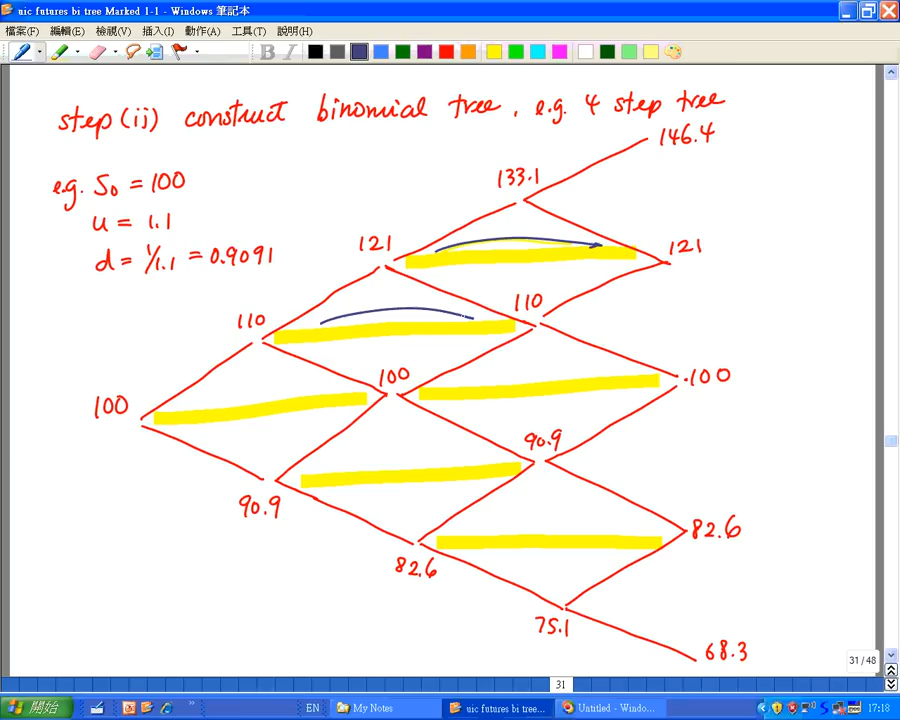 uic futures bi tree Marked 1-1 - Windows 筆記本
檔案(F) 編輯(E) 檢視(V) 插入(I) 動作(A) 工具(T) 說明(H)
B I
step (ii) construct binomial tree, e.g. 4 step tree
146.4
e.g. S0 = 100
133.1
u = 1.1
121
121
d = 1/1.1 = 0.9091
110
110
100
100
.100
90.9
90.9
82.6
82.6
75.1
68.3
31 / 48
31
開始 EN My Notes uic futures bi tree... Untitled - Windo... 17:18